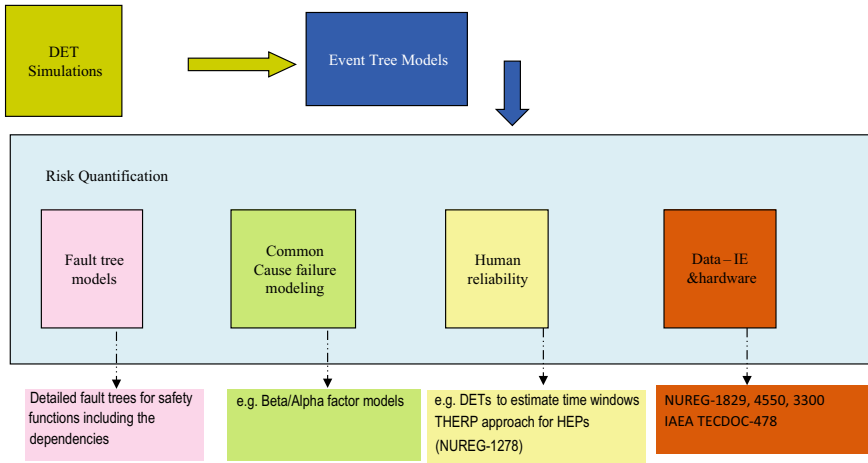 DET
Simulations
Event Tree Models
Risk Quantification
Fault tree
models
Common
Cause failure
modeling
Human
reliability
Data – IE
&hardware
Detailed fault trees for safety
functions including the
dependencies
e.g. Beta/Alpha factor models
e.g. DETs to estimate time windows
THERP approach for HEPs
(NUREG-1278)
NUREG-1829, 4550, 3300
IAEA TECDOC-478